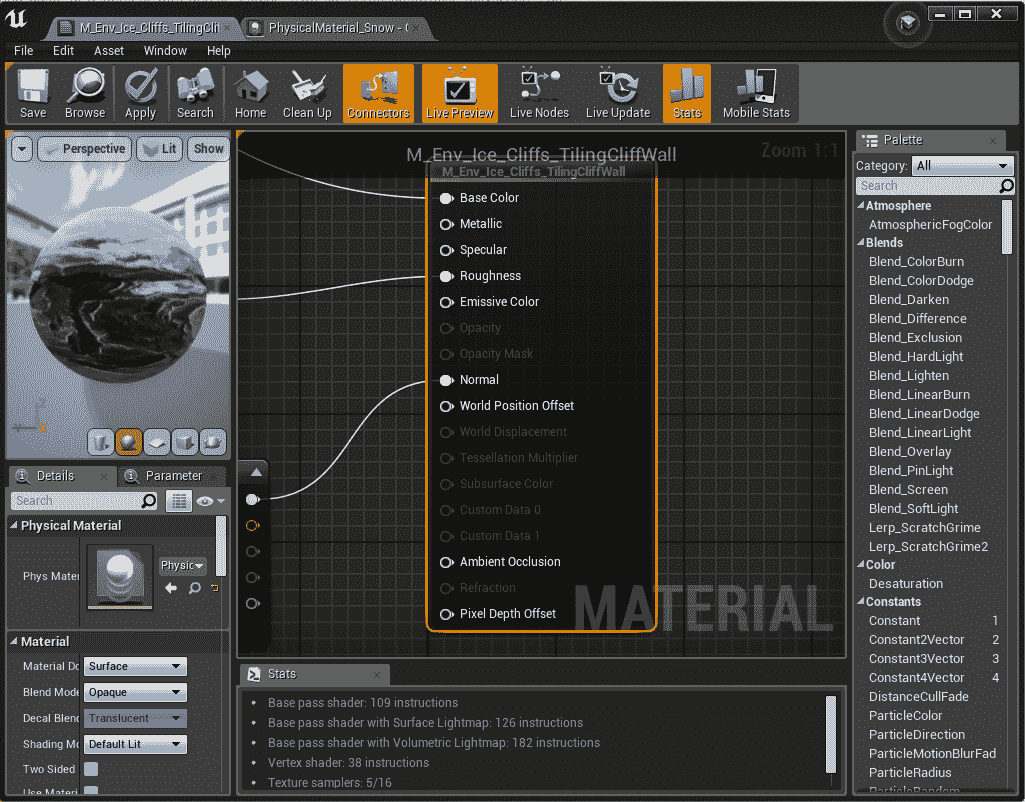 M_Env_Ice_Cliffs_TilingClif
PhysicalMaterial_Snow - C
File Edit Asset Window Help
Save Browse Apply Search Home Clean Up Connectors Live Preview Live Nodes Live Update Stats Mobile Stats
Perspective Lit Show
M_Env_Ice_Cliffs_TilingCliffWall
Zoom 1:1
M_Env_Ice_Cliffs_TilingCliffWall
Base Color
Metallic
Specular
Roughness
Emissive Color
Opacity
Opacity Mask
Normal
World Position Offset
World Displacement
Tessellation Multiplier
Subsurface Color
Custom Data 0
Custom Data 1
Ambient Occlusion
Refraction
Pixel Depth Offset
MATERIAL
Details
Parameter
Search
Physical Material
Phys Mater
Physic
Material
Material Do Surface
Blend Mode Opaque
Decal Blend Translucent
Shading Mo Default Lit
Two Sided
Use Materi
Stats
• Base pass shader: 109 instructions
• Base pass shader with Surface Lightmap: 126 instructions
• Base pass shader with Volumetric Lightmap: 182 instructions
• Vertex shader: 38 instructions
• Texture samplers: 5/16
Palette
Category: All
Search
Atmosphere
AtmosphericFogColor
Blends
Blend_ColorBurn
Blend_ColorDodge
Blend_Darken
Blend_Difference
Blend_Exclusion
Blend_HardLight
Blend_Lighten
Blend_LinearBurn
Blend_LinearDodge
Blend_LinearLight
Blend_Overlay
Blend_PinLight
Blend_Screen
Blend_SoftLight
Lerp_ScratchGrime
Lerp_ScratchGrime2
Color
Desaturation
Constants
Constant 1
Constant2Vector 2
Constant3Vector 3
Constant4Vector 4
DistanceCullFade
ParticleColor
ParticleDirection
ParticleMotionBlurFad
ParticleRadius
ParticleRandom